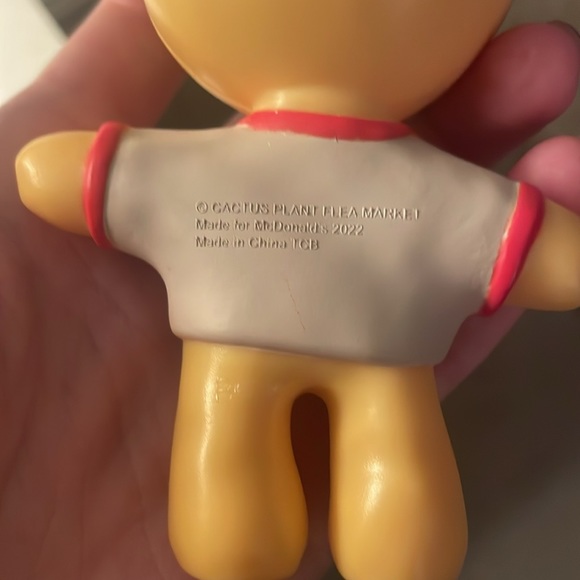 © CACTUS PLANT FLEA MARKET
Made for McDonald's 2022
Made in China TCB